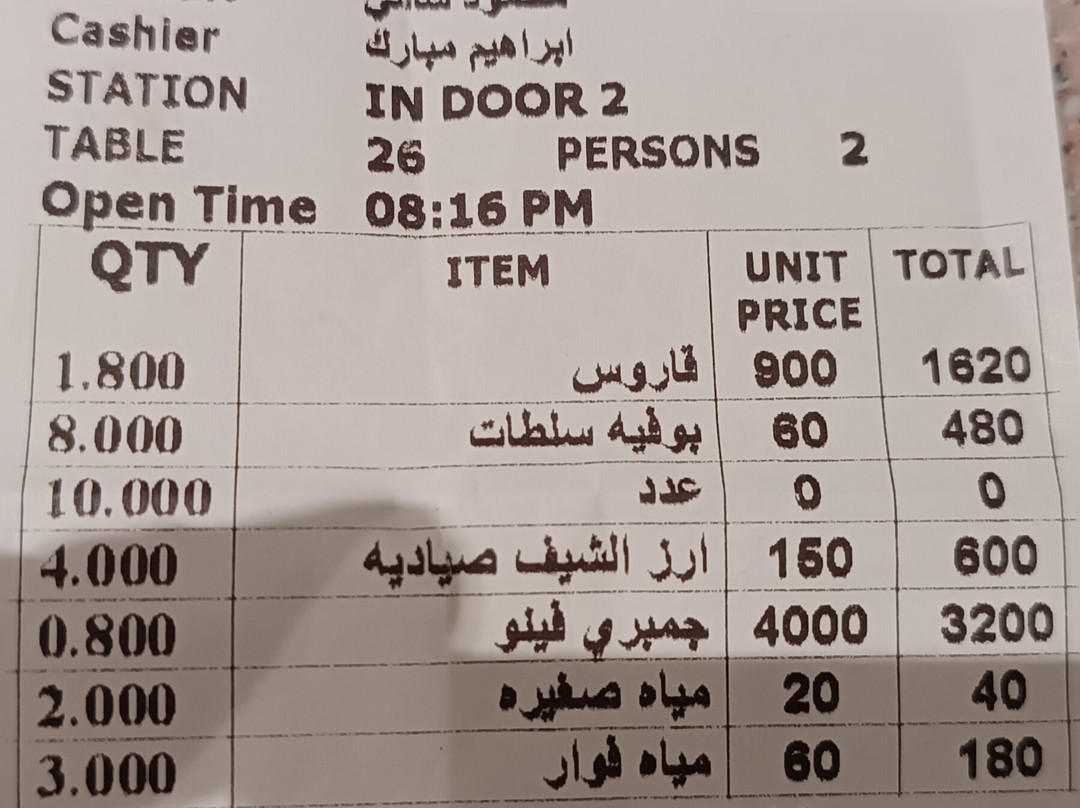 Cashier ابراهيم مبارك
STATION IN DOOR 2
TABLE 26 PERSONS 2
Open Time 08:16 PM
QTY ITEM UNIT PRICE TOTAL
1.800 قاروس 900 1620
8.000 بوفيه سلطات 60 480
10.000 عدد 0 0
4.000 ارز الشيف صياديه 150 600
0.800 جمبري فيلو 4000 3200
2.000 مياه صغيره 20 40
3.000 مياه فوار 60 180